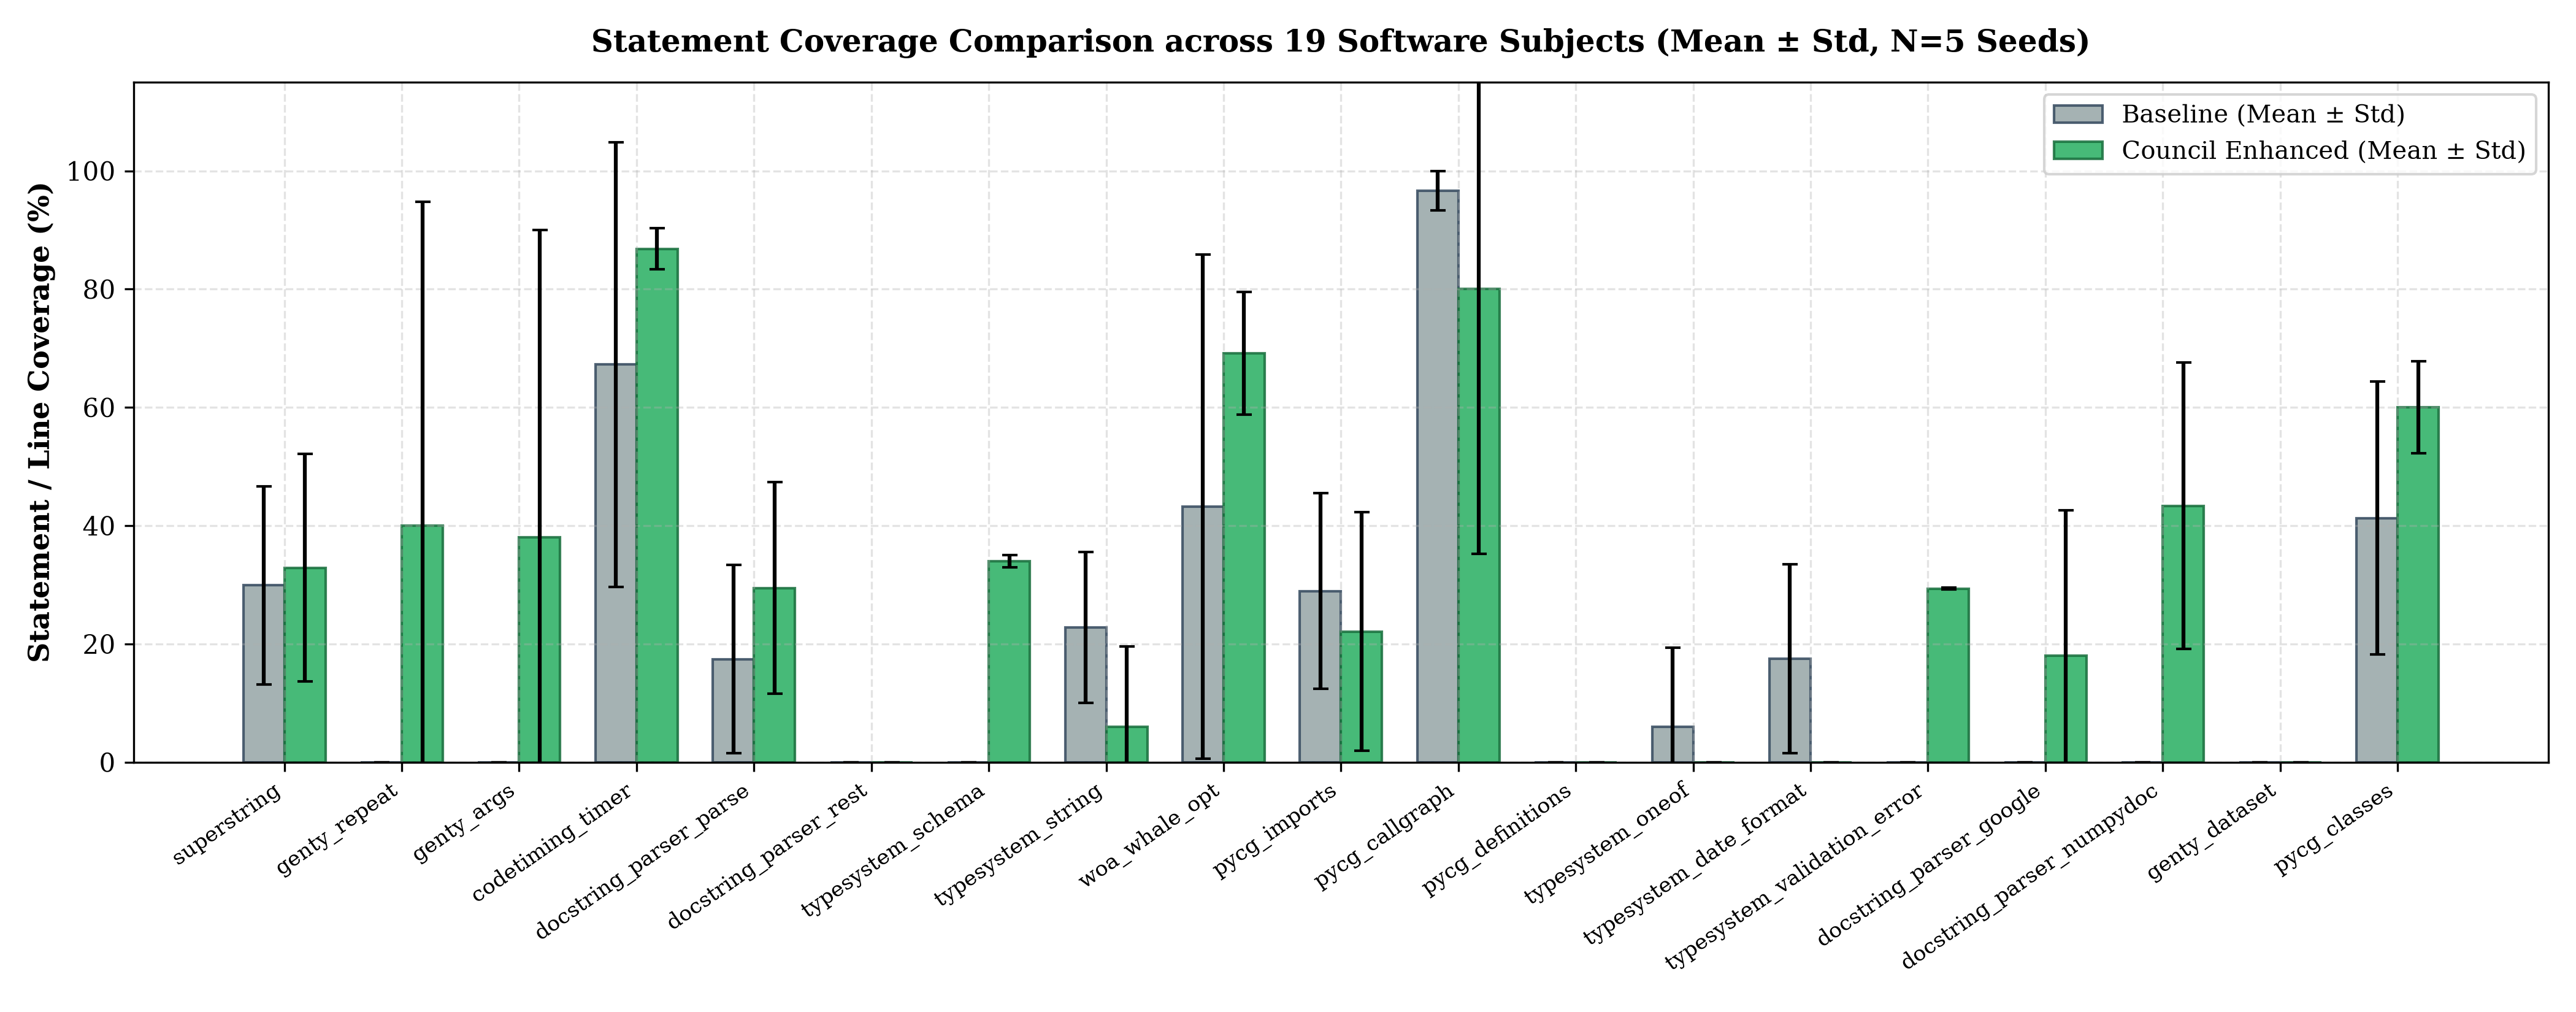 Statement Coverage Comparison across 19 Software Subjects (Mean ± Std, N=5 Seeds)
Statement / Line Coverage (%)
100
80
60
40
20
0
Baseline (Mean ± Std)
Council Enhanced (Mean ± Std)
superstring
genty_repeat
genty_args
codetiming_timer
docstring_parser_parse
docstring_parser_rest
typesystem_schema
typesystem_string
woa_whale_opt
pycg_imports
pycg_callgraph
pycg_definitions
typesystem_oneof
typesystem_date_format
typesystem_validation_error
docstring_parser_google
docstring_parser_numpydoc
genty_dataset
pycg_classes